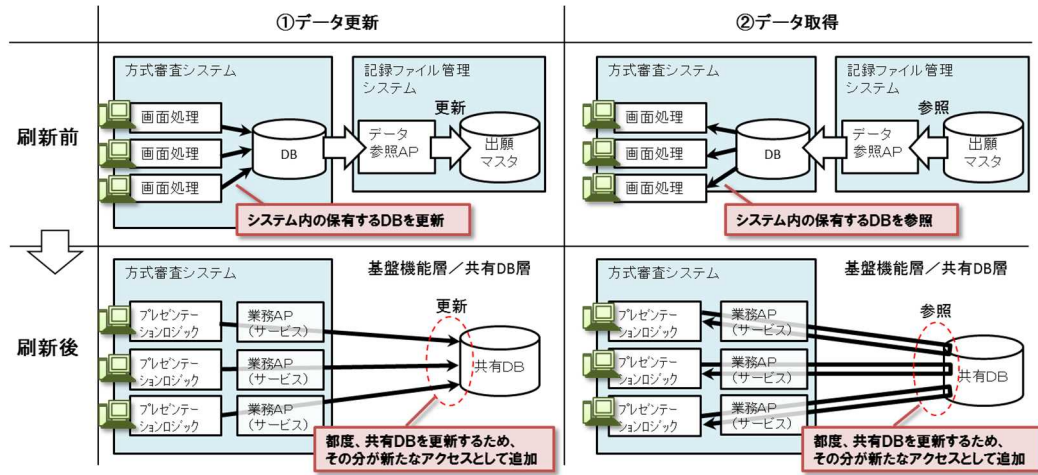 ①データ更新
②データ取得
刷新前
方式審査システム
画面処理
画面処理
画面処理
DB
記録ファイル管理
システム
データ
参照AP
更新
出願
マスタ
システム内の保有するDBを更新
方式審査システム
画面処理
画面処理
画面処理
DB
記録ファイル管理
システム
データ
参照AP
参照
出願
マスタ
システム内の保有するDBを参照
刷新後
方式審査システム
基盤機能層／共有DB層
プレゼンテー
ションロジック
業務AP
(サービス)
プレゼンテー
ションロジック
業務AP
(サービス)
プレゼンテー
ションロジック
業務AP
(サービス)
更新
共有DB
都度、共有DBを更新するため、
その分が新たなアクセスとして追加
方式審査システム
基盤機能層／共有DB層
プレゼンテー
ションロジック
業務AP
(サービス)
プレゼンテー
ションロジック
業務AP
(サービス)
プレゼンテー
ションロジック
業務AP
(サービス)
参照
共有DB
都度、共有DBを更新するため、
その分が新たなアクセスとして追加